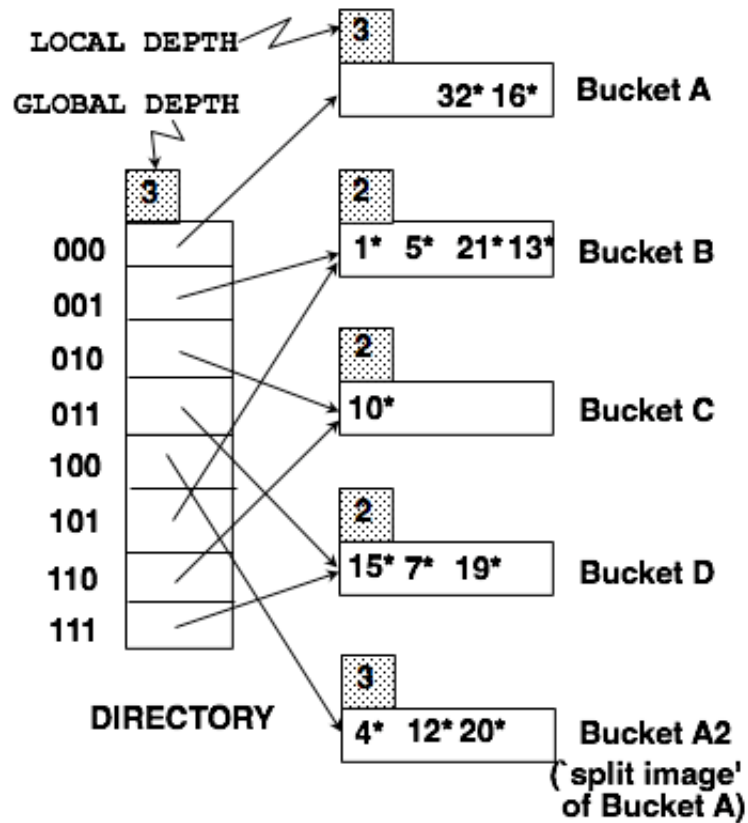 LOCAL DEPTH
GLOBAL DEPTH
3
000
001
010
011
100
101
110
111
DIRECTORY
3
32* 16*
Bucket A
2
1* 5* 21* 13*
Bucket B
2
10*
Bucket C
2
15* 7* 19*
Bucket D
3
4* 12* 20*
Bucket A2
(`split image'
of Bucket A)